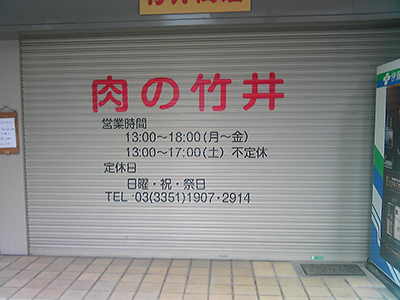 肉の竹井
営業時間
13:00〜18:00(月〜金)
13:00〜17:00(土) 不定休
定休日
日曜・祝・祭日
TEL 03(3351)1907・2914